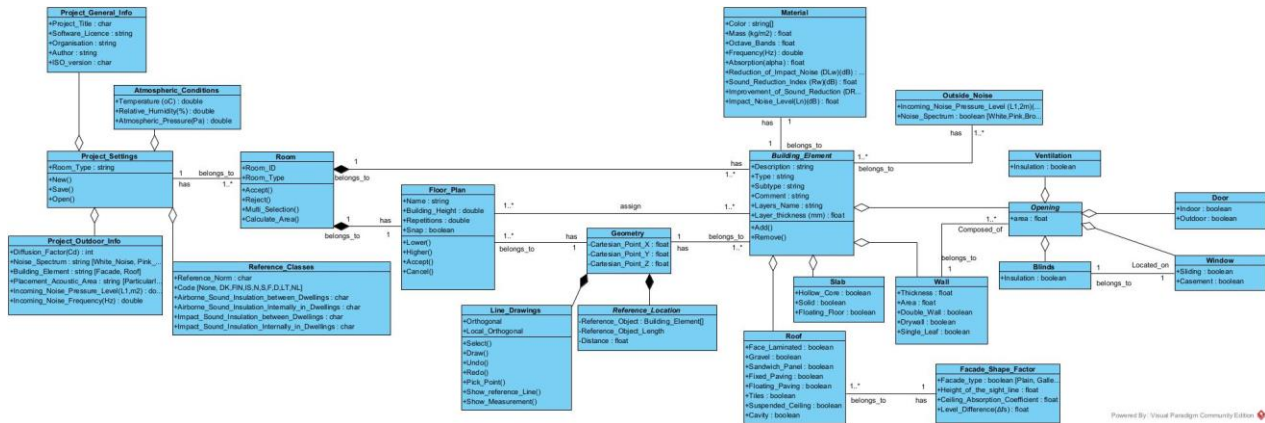 Project_General_Info
+Project_Title : char
+Software_Licence : string
+Organisation : string
+Author : string
+ISO_version : char
Atmospheric_Conditions
+Temperature (oC) : double
+Relative_Humidity(%) : double
+Atmospheric_Pressure(Pa) : double
Project_Settings
+Room_Type : string
+New()
+Save()
+Open()
1 belongs_to
has 1..*
Room
+Room_ID
+Room_Type
+Accept()
+Reject()
+Multi_Selection()
+Calculate_Area()
1
belongs_to
has
1..*
1
belongs_to
has
1
Project_Outdoor_Info
+Diffusion_Factor(Cd) : int
+Noise_Spectrum : string [White_Noise, Pink_...
+Building_Element : string [Facade, Roof]
+Placement_Acoustic_Area : string [Particularl...
+Incoming_Noise_Pressure_Level(L1,m2) : do...
+Incoming_Noise_Frequency(Hz) : double
Reference_Classes
+Reference_Norm : char
+Code [None, DK,FIN,IS,N,S,F,D,LT,NL]
+Airborne_Sound_Insulation_between_Dwellings : char
+Airborne_Sound_Insulation_Internally_in_Dwellings : char
+Impact_Sound_Insulation_between_Dwellings : char
+Impact_Sound_Insulation_Internally_in_Dwellings : char
Floor_Plan
+Name : string
+Building_Height : double
+Repetitions : double
+Snap : boolean
+Lower()
+Higher()
+Accept()
+Cancel()
1..*
assign
1..*
1..*
has
belongs_to
1
Geometry
-Cartesian_Point_X : float
-Cartesian_Point_Y : float
-Cartesian_Point_Z : float
1
belongs_to
has
1..*
Line_Drawings
+Orthogonal
+Local_Orthogonal
+Select()
+Draw()
+Undo()
+Redo()
+Pick_Point()
+Show_reference_Line()
+Show_Measurement()
Reference_Location
-Reference_Object : Building_Element[]
-Reference_Object_Length
-Distance : float
Material
+Color : string[]
+Mass (kg/m2) : float
+Octave_Bands : float
+Frequency(Hz) : double
+Absorption(alpha) : float
+Reduction_of_Impact_Noise (DLw)(dB) : ...
+Sound_Reduction_Index (Rw)(dB) : float
+Improvement_of_Sound_Reduction (DR...
+Impact_Noise_Level(Ln)(dB) : float
1
has
1
belongs_to
Building_Element
+Description : string
+Type : string
+Subtype : string
+Comment : string
+Layers_Name : string
+Layer_thickness (mm) : float
+Add()
+Remove()
Outside_Noise
+Incoming_Noise_Pressure_Level (L1,2m)(...
+Noise_Spectrum : boolean [White,Pink,Bro...
has 1..*
1..*
belongs_to
Ventilation
+Insulation : boolean
Opening
+area : float
1..*
Composed_of
belongs_to
1
Door
+Indoor : boolean
+Outdoor : boolean
Blinds
+Insulation : boolean
1
belongs_to
Located_on
1
Window
+Sliding : boolean
+Casement : boolean
Slab
+Hollow_Core : boolean
+Solid : boolean
+Floating_Floor : boolean
Wall
+Thickness : float
+Area : float
+Double_Wall : boolean
+Drywall : boolean
+Single_Leaf : boolean
Roof
+Face_Laminated : boolean
+Gravel : boolean
+Sandwich_Panel : boolean
+Fixed_Paving : boolean
+Floating_Paving : boolean
+Tiles : boolean
+Suspended_Ceiling : boolean
+Cavity : boolean
1..* 1
belongs_to has
Facade_Shape_Factor
+Facade_type : boolean [Plain, Galle...
+Height_of_the_sight_line : float
+Ceiling_Absorption_Coefficient : float
+Level_Difference(Δfs) : float
Powered By : Visual Paradigm Community Edition